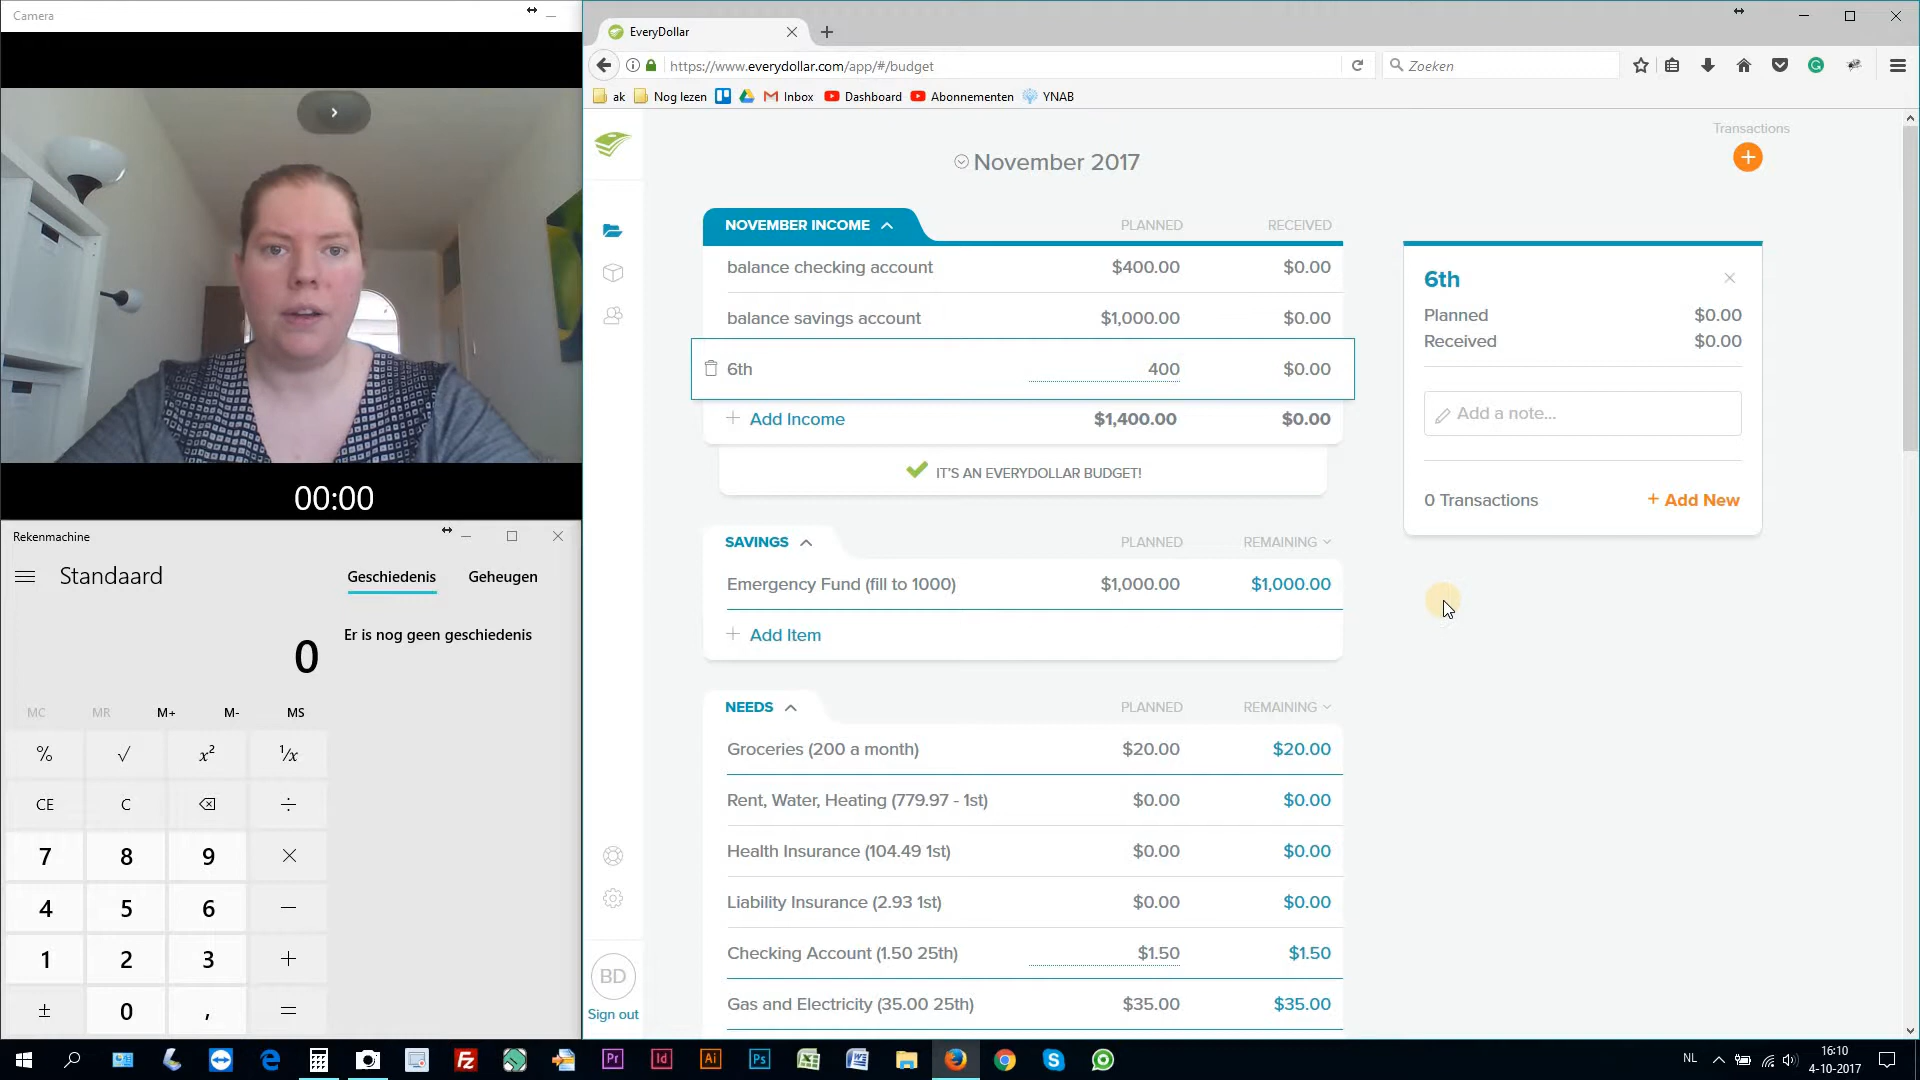 Camera
00:00
Rekenmachine
Standaard
Geschiedenis Geheugen
Er is nog geen geschiedenis
0
MC MR M+ M- MS
% √ x² ¹/x
CE C ÷
7 8 9 ×
4 5 6 −
1 2 3 +
± 0 , =
EveryDollar
https://www.everydollar.com/app/#/budget
Zoeken
ak Nog lezen Inbox Dashboard Abonnementen YNAB
Transactions
November 2017
NOVEMBER INCOME PLANNED RECEIVED
balance checking account $400.00 $0.00
balance savings account $1,000.00 $0.00
6th 400 $0.00
+ Add Income $1,400.00 $0.00
IT'S AN EVERYDOLLAR BUDGET!
SAVINGS PLANNED REMAINING
Emergency Fund (fill to 1000) $1,000.00 $1,000.00
+ Add Item
NEEDS PLANNED REMAINING
Groceries (200 a month) $20.00 $20.00
Rent, Water, Heating (779.97 - 1st) $0.00 $0.00
Health Insurance (104.49 1st) $0.00 $0.00
Liability Insurance (2.93 1st) $0.00 $0.00
Checking Account (1.50 25th) $1.50 $1.50
Gas and Electricity (35.00 25th) $35.00 $35.00
6th
Planned $0.00
Received $0.00
Add a note...
0 Transactions + Add New
BD
Sign out
Pr Id Ai Ps
NL
16:10
4-10-2017